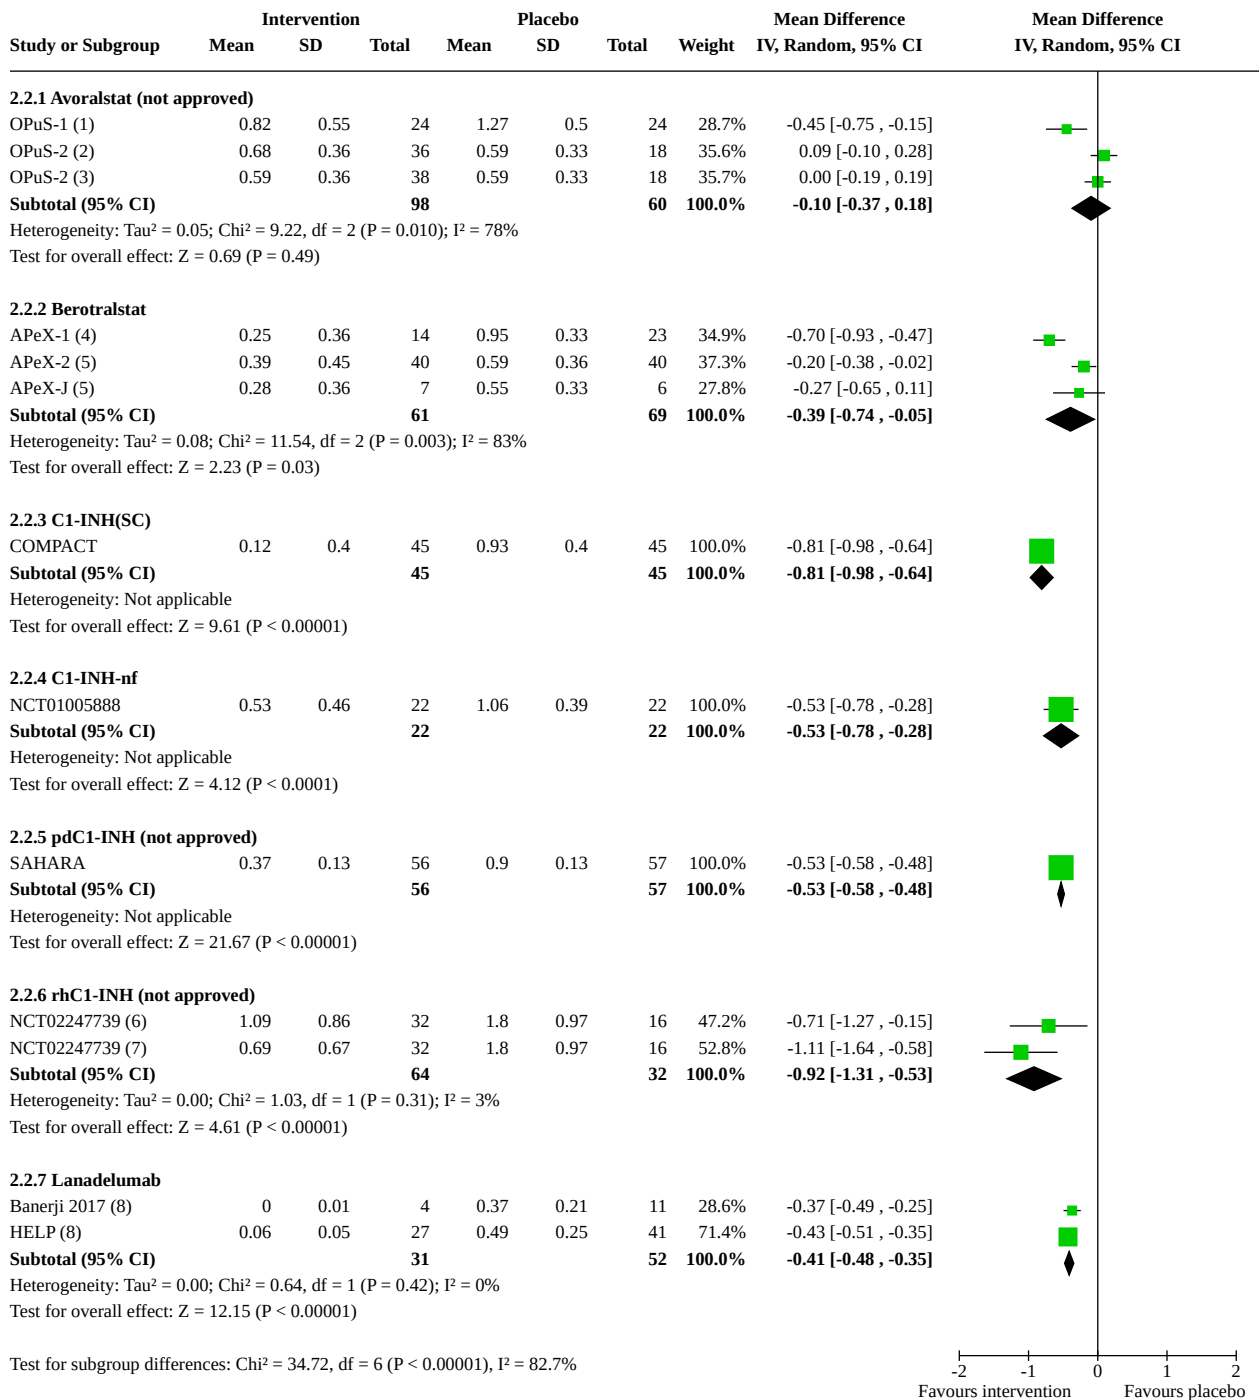 Intervention Placebo Mean Difference Mean Difference
Study or Subgroup Mean SD Total Mean SD Total Weight IV, Random, 95% CI IV, Random, 95% CI
2.2.1 Avoralstat (not approved)
OPuS-1 (1) 0.82 0.55 24 1.27 0.5 24 28.7% -0.45 [-0.75 , -0.15]
OPuS-2 (2) 0.68 0.36 36 0.59 0.33 18 35.6% 0.09 [-0.10 , 0.28]
OPuS-2 (3) 0.59 0.36 38 0.59 0.33 18 35.7% 0.00 [-0.19 , 0.19]
Subtotal (95% CI) 98 60 100.0% -0.10 [-0.37 , 0.18]
Heterogeneity: Tau² = 0.05; Chi² = 9.22, df = 2 (P = 0.010); I² = 78%
Test for overall effect: Z = 0.69 (P = 0.49)
2.2.2 Berotralstat
APeX-1 (4) 0.25 0.36 14 0.95 0.33 23 34.9% -0.70 [-0.93 , -0.47]
APeX-2 (5) 0.39 0.45 40 0.59 0.36 40 37.3% -0.20 [-0.38 , -0.02]
APeX-J (5) 0.28 0.36 7 0.55 0.33 6 27.8% -0.27 [-0.65 , 0.11]
Subtotal (95% CI) 61 69 100.0% -0.39 [-0.74 , -0.05]
Heterogeneity: Tau² = 0.08; Chi² = 11.54, df = 2 (P = 0.003); I² = 83%
Test for overall effect: Z = 2.23 (P = 0.03)
2.2.3 C1-INH(SC)
COMPACT 0.12 0.4 45 0.93 0.4 45 100.0% -0.81 [-0.98 , -0.64]
Subtotal (95% CI) 45 45 100.0% -0.81 [-0.98 , -0.64]
Heterogeneity: Not applicable
Test for overall effect: Z = 9.61 (P < 0.00001)
2.2.4 C1-INH-nf
NCT01005888 0.53 0.46 22 1.06 0.39 22 100.0% -0.53 [-0.78 , -0.28]
Subtotal (95% CI) 22 22 100.0% -0.53 [-0.78 , -0.28]
Heterogeneity: Not applicable
Test for overall effect: Z = 4.12 (P < 0.0001)
2.2.5 pdC1-INH (not approved)
SAHARA 0.37 0.13 56 0.9 0.13 57 100.0% -0.53 [-0.58 , -0.48]
Subtotal (95% CI) 56 57 100.0% -0.53 [-0.58 , -0.48]
Heterogeneity: Not applicable
Test for overall effect: Z = 21.67 (P < 0.00001)
2.2.6 rhC1-INH (not approved)
NCT02247739 (6) 1.09 0.86 32 1.8 0.97 16 47.2% -0.71 [-1.27 , -0.15]
NCT02247739 (7) 0.69 0.67 32 1.8 0.97 16 52.8% -1.11 [-1.64 , -0.58]
Subtotal (95% CI) 64 32 100.0% -0.92 [-1.31 , -0.53]
Heterogeneity: Tau² = 0.00; Chi² = 1.03, df = 1 (P = 0.31); I² = 3%
Test for overall effect: Z = 4.61 (P < 0.00001)
2.2.7 Lanadelumab
Banerji 2017 (8) 0 0.01 4 0.37 0.21 11 28.6% -0.37 [-0.49 , -0.25]
HELP (8) 0.06 0.05 27 0.49 0.25 41 71.4% -0.43 [-0.51 , -0.35]
Subtotal (95% CI) 31 52 100.0% -0.41 [-0.48 , -0.35]
Heterogeneity: Tau² = 0.00; Chi² = 0.64, df = 1 (P = 0.42); I² = 0%
Test for overall effect: Z = 12.15 (P < 0.00001)
Test for subgroup differences: Chi² = 34.72, df = 6 (P < 0.00001), I² = 82.7%
-2 -1 0 1 2
Favours intervention Favours placebo